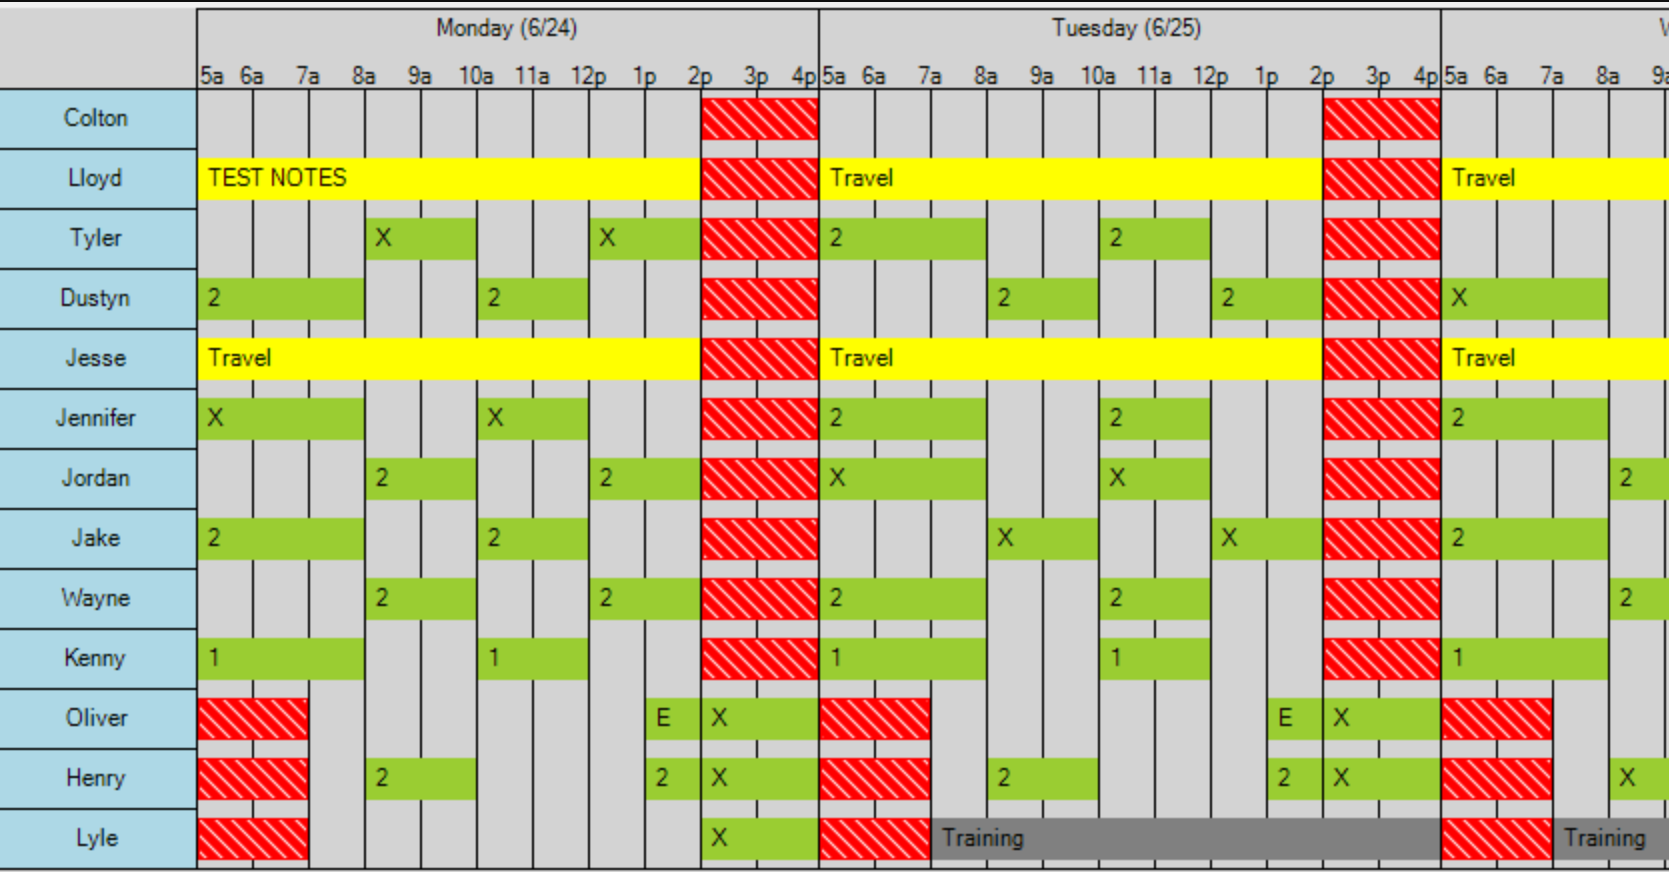 Monday (6/24) Tuesday (6/25)
5a 6a 7a 8a 9a 10a 11a 12p 1p 2p 3p 4p 5a 6a 7a 8a 9a 10a 11a 12p 1p 2p 3p 4p 5a 6a 7a 8a
Colton
Lloyd TEST NOTES Travel Travel
Tyler X X 2 2
Dustyn 2 2 2 2 X
Jesse Travel Travel Travel
Jennifer X X 2 2 2
Jordan 2 2 X X 2
Jake 2 2 X X 2
Wayne 2 2 2 2 2
Kenny 1 1 1 1 1
Oliver E X E X
Henry 2 2 X 2 2 X X
Lyle X Training Training